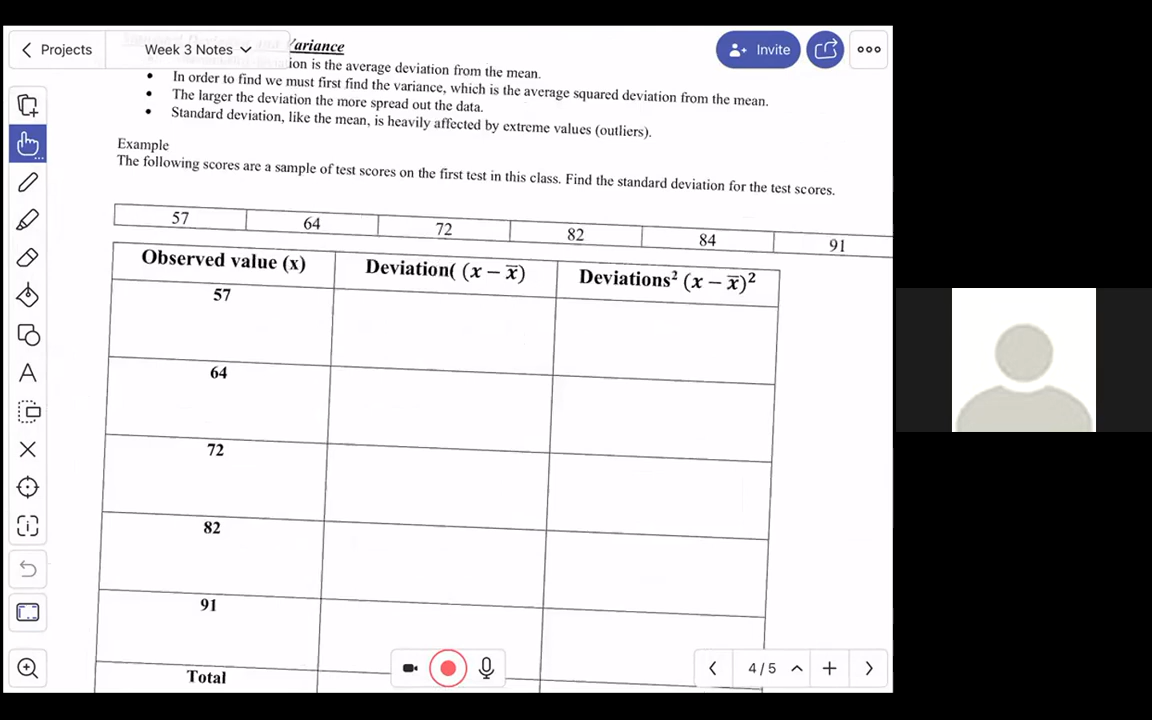 Projects
Week 3 Notes
Variance
Invite
ion is the average deviation from the mean.
• In order to find we must first find the variance, which is the average squared deviation from the mean.
• The larger the deviation the more spread out the data.
• Standard deviation, like the mean, is heavily affected by extreme values (outliers).
Example
The following scores are a sample of test scores on the first test in this class. Find the standard deviation for the test scores.
57 64 72 82 84 91
Observed value (x) Deviation( (x − x̅) Deviations² (x − x̅)²
57
64
72
82
91
Total
4/5